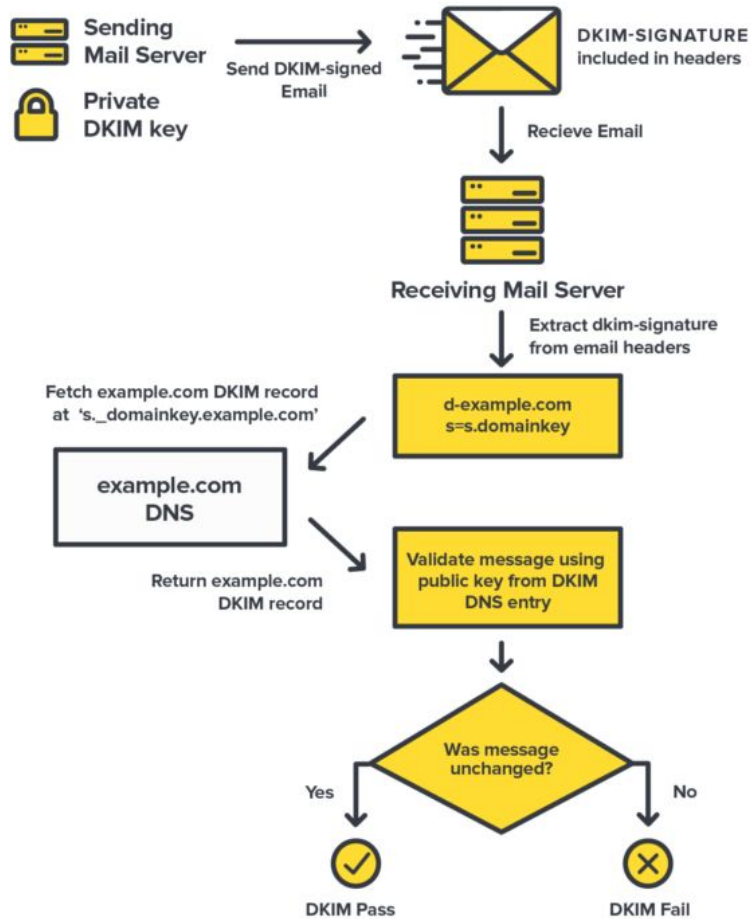 Sending
Mail Server
Send DKIM-signed
Email
DKIM-SIGNATURE
included in headers
Private
DKIM key
Recieve Email
Receiving Mail Server
Extract dkim-signature
from email headers
Fetch example.com DKIM record
at ‘s._domainkey.example.com’
d-example.com
s=s.domainkey
example.com
DNS
Return example.com
DKIM record
Validate message using
public key from DKIM
DNS entry
Was message
unchanged?
Yes
No
DKIM Pass
DKIM Fail